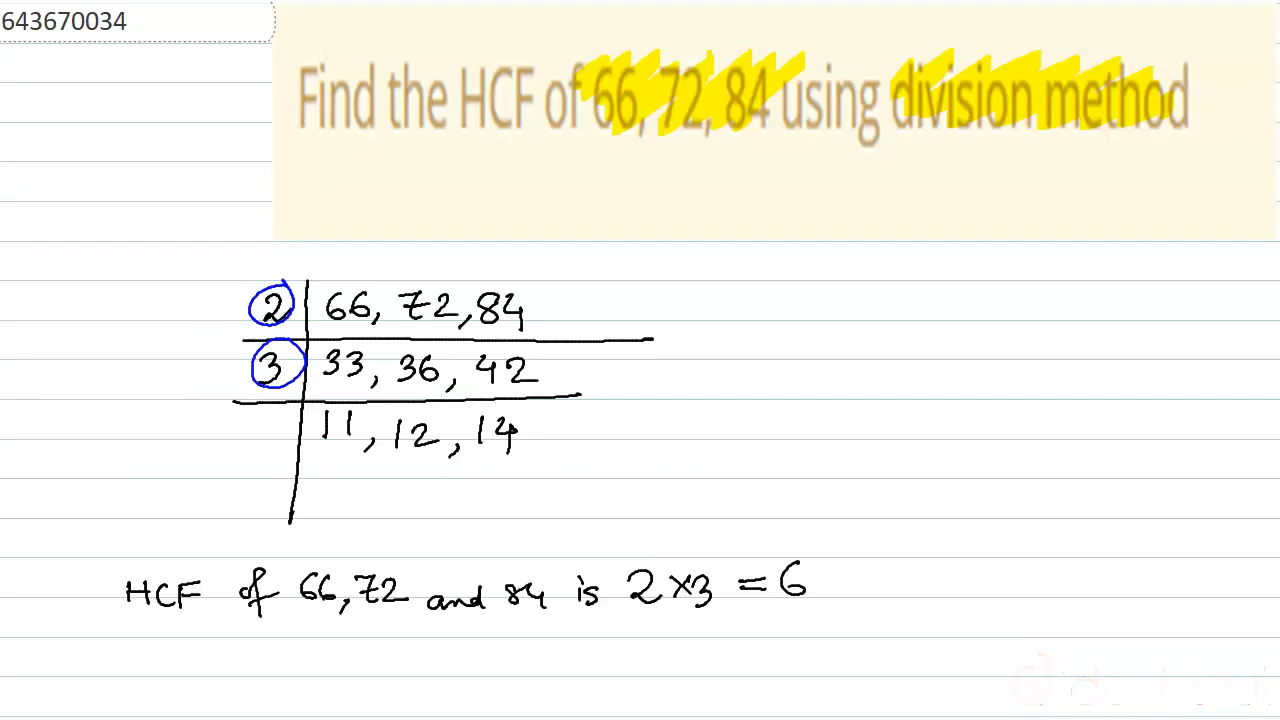 643670034
Find the HCF of 66, 72, 84 using division method
2 66, 72, 84
3 33, 36, 42
11, 12, 14
HCF of 66, 72 and 84 is 2 × 3 = 6